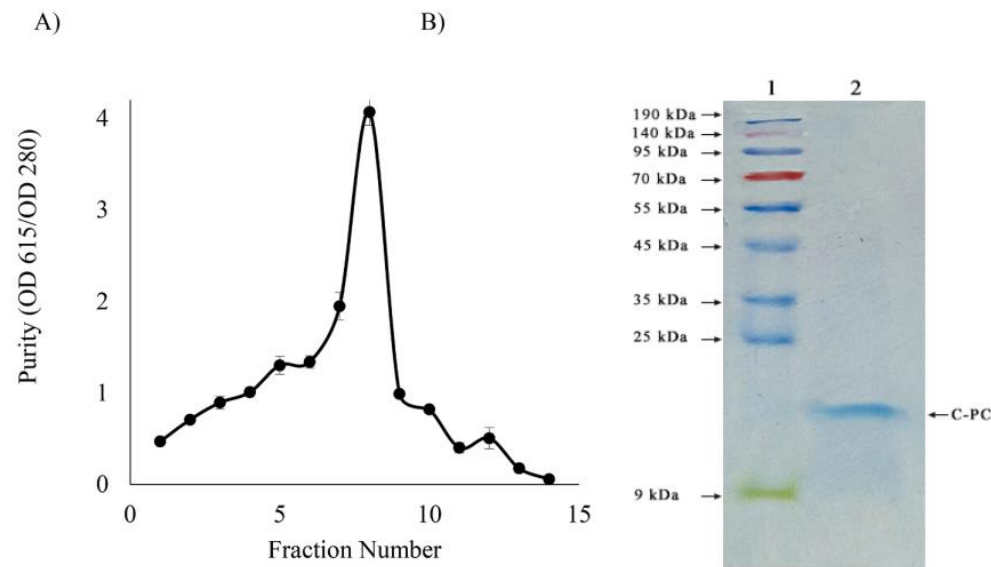 A)
B)
Purity (OD 615/OD 280)
4
3
2
1
0
0 5 10 15
Fraction Number
1 2
190 kDa
140 kDa
95 kDa
70 kDa
55 kDa
45 kDa
35 kDa
25 kDa
C-PC
9 kDa